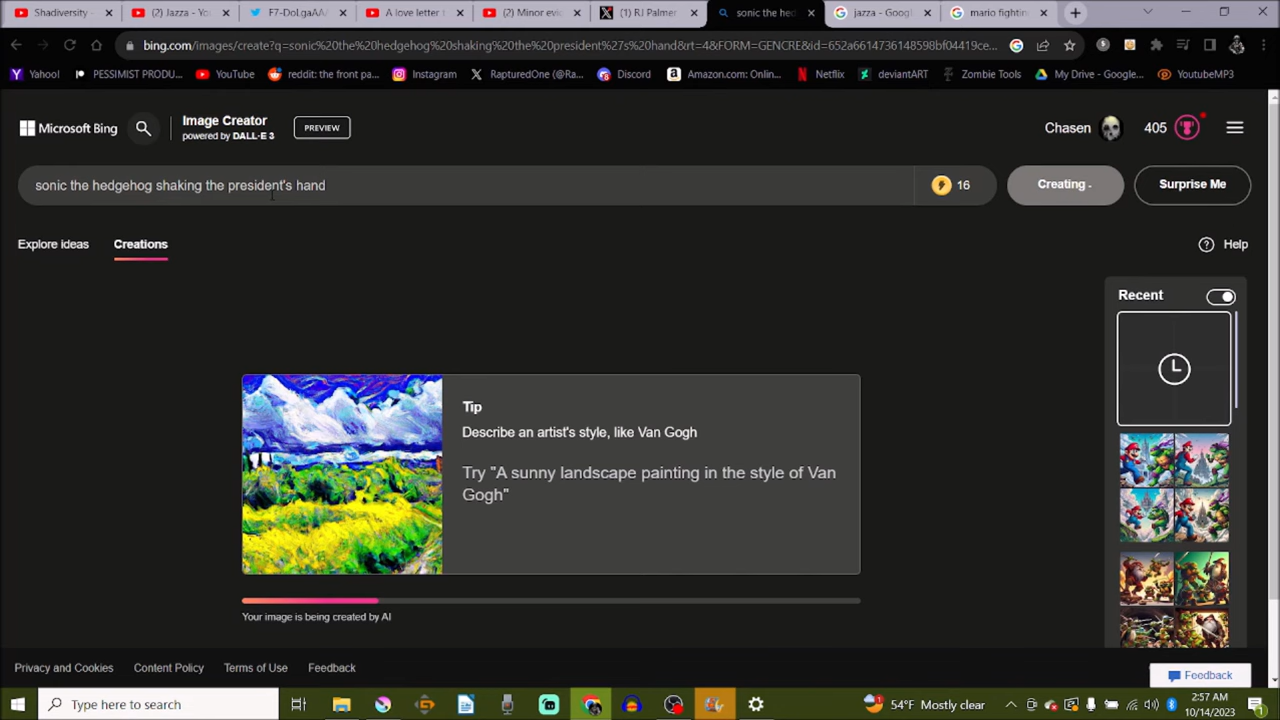 Shadiversity -
(2) Jazza - Yo
F7-DoLgaAA
A love letter t
(2) Minor evic
(1) RJ Palmer
sonic the hed
jazza - Googl
mario fighting
bing.com/images/create?q=sonic%20the%20hedgehog%20shaking%20the%20president%27s%20hand&rt=4&FORM=GENCRE&id=652a6614736148598bf04419ce...
Yahoo!
PESSIMIST PRODU...
YouTube
reddit: the front pa...
Instagram
RapturedOne (@Ra...
Discord
Amazon.com: Onlin...
Netflix
deviantART
Zombie Tools
My Drive - Google...
YoutubeMP3
Microsoft Bing
Image Creator
powered by DALL-E 3
PREVIEW
Chasen
405
sonic the hedgehog shaking the president's hand
16
Creating .
Surprise Me
Explore ideas
Creations
Help
Recent
Tip
Describe an artist's style, like Van Gogh
Try "A sunny landscape painting in the style of Van
Gogh"
Your image is being created by AI
Privacy and Cookies
Content Policy
Terms of Use
Feedback
Feedback
Type here to search
54°F Mostly clear
2:57 AM
10/14/2023
1